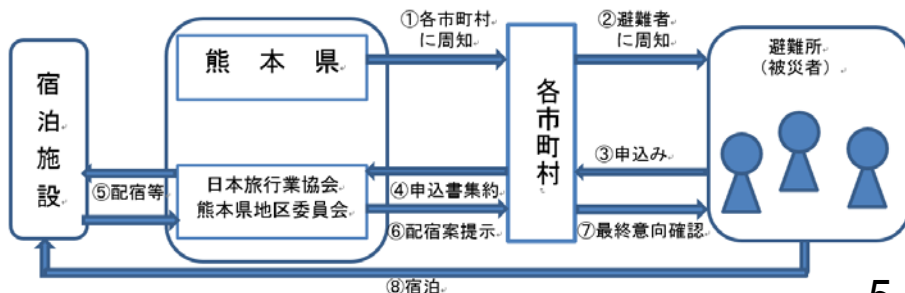 ①各市町村
に周知
②避難者
に周知
熊本県
避難所
（被災者）
宿泊施設
各市町村
③申込み
日本旅行業協会
熊本県地区委員会
⑤配宿等
④申込書集約
⑥配宿案提示
⑦最終意向確認
⑧宿泊
5